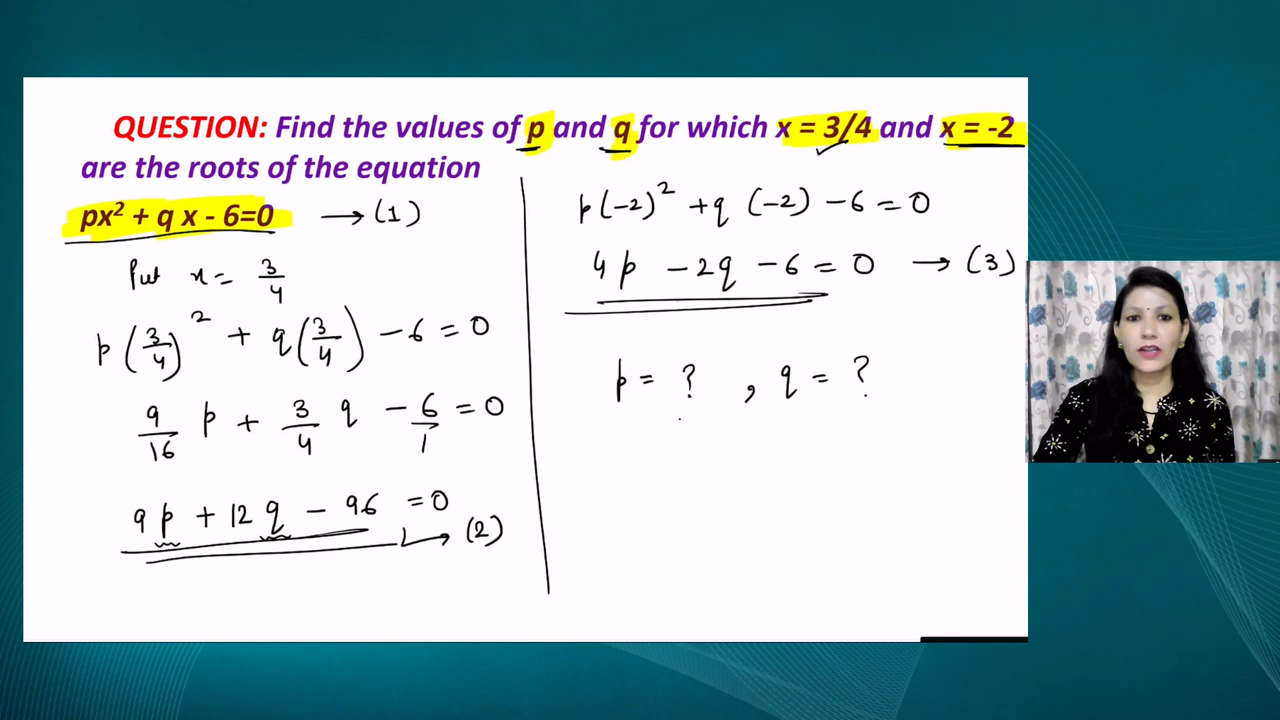 QUESTION: Find the values of p and q for which x = 3/4 and x = -2
are the roots of the equation
px² + q x - 6=0 → (1)
Put x = 3/4
p(3/4)² + q(3/4) - 6 = 0
9/16 p + 3/4 q - 6/1 = 0
9p + 12q - 96 = 0
→ (2)
p(-2)² + q (-2) - 6 = 0
4p - 2q - 6 = 0 → (3)
p = ? , q = ?